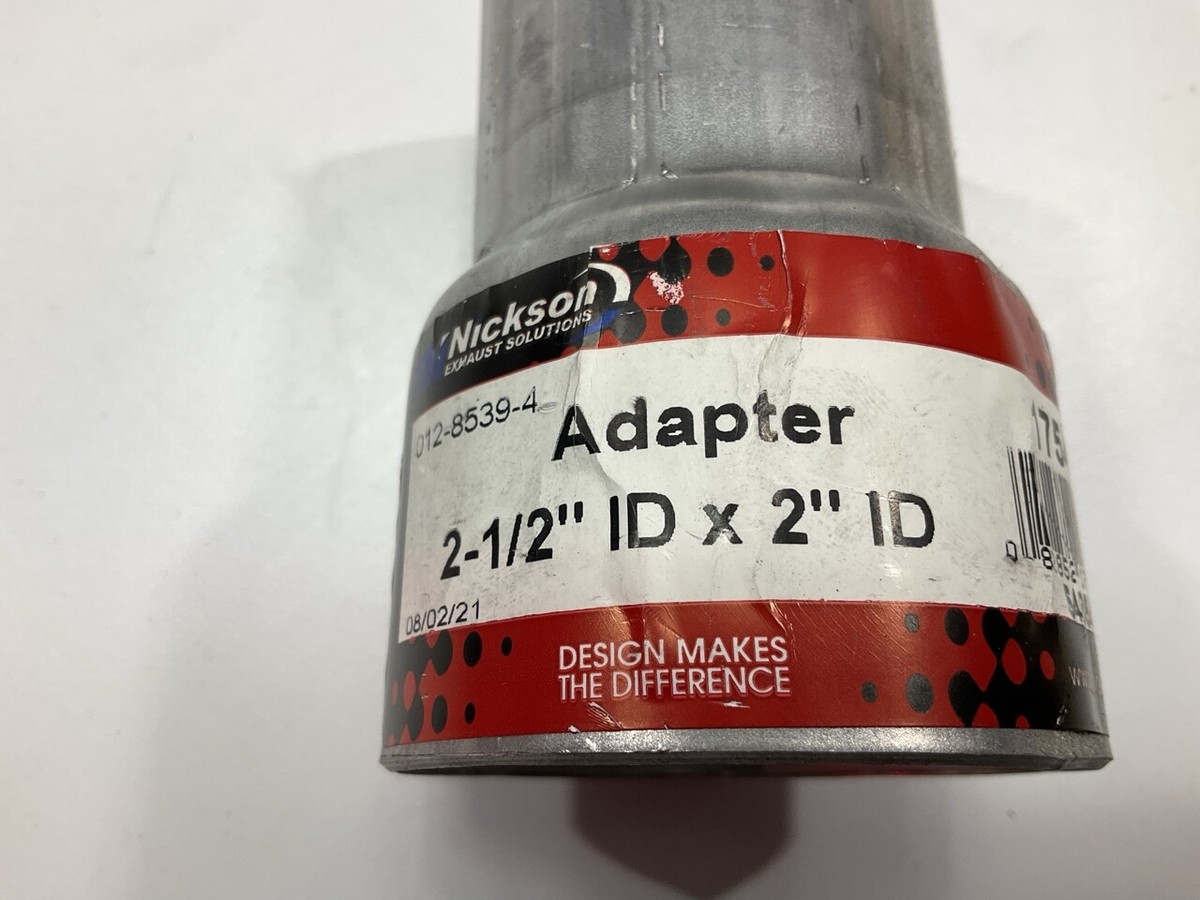 Nickson
EXHAUST SOLUTIONS
012-8539-4
Adapter
2-1/2" ID x 2" ID
08/02/21
DESIGN MAKES
THE DIFFERENCE